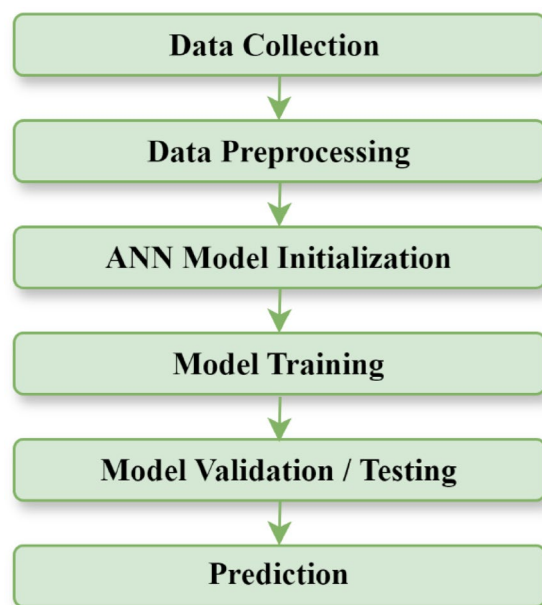 Data Collection
Data Preprocessing
ANN Model Initialization
Model Training
Model Validation / Testing
Prediction